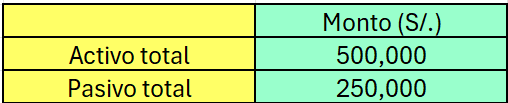 Monto (S/.)
Activo total 500,000
Pasivo total 250,000